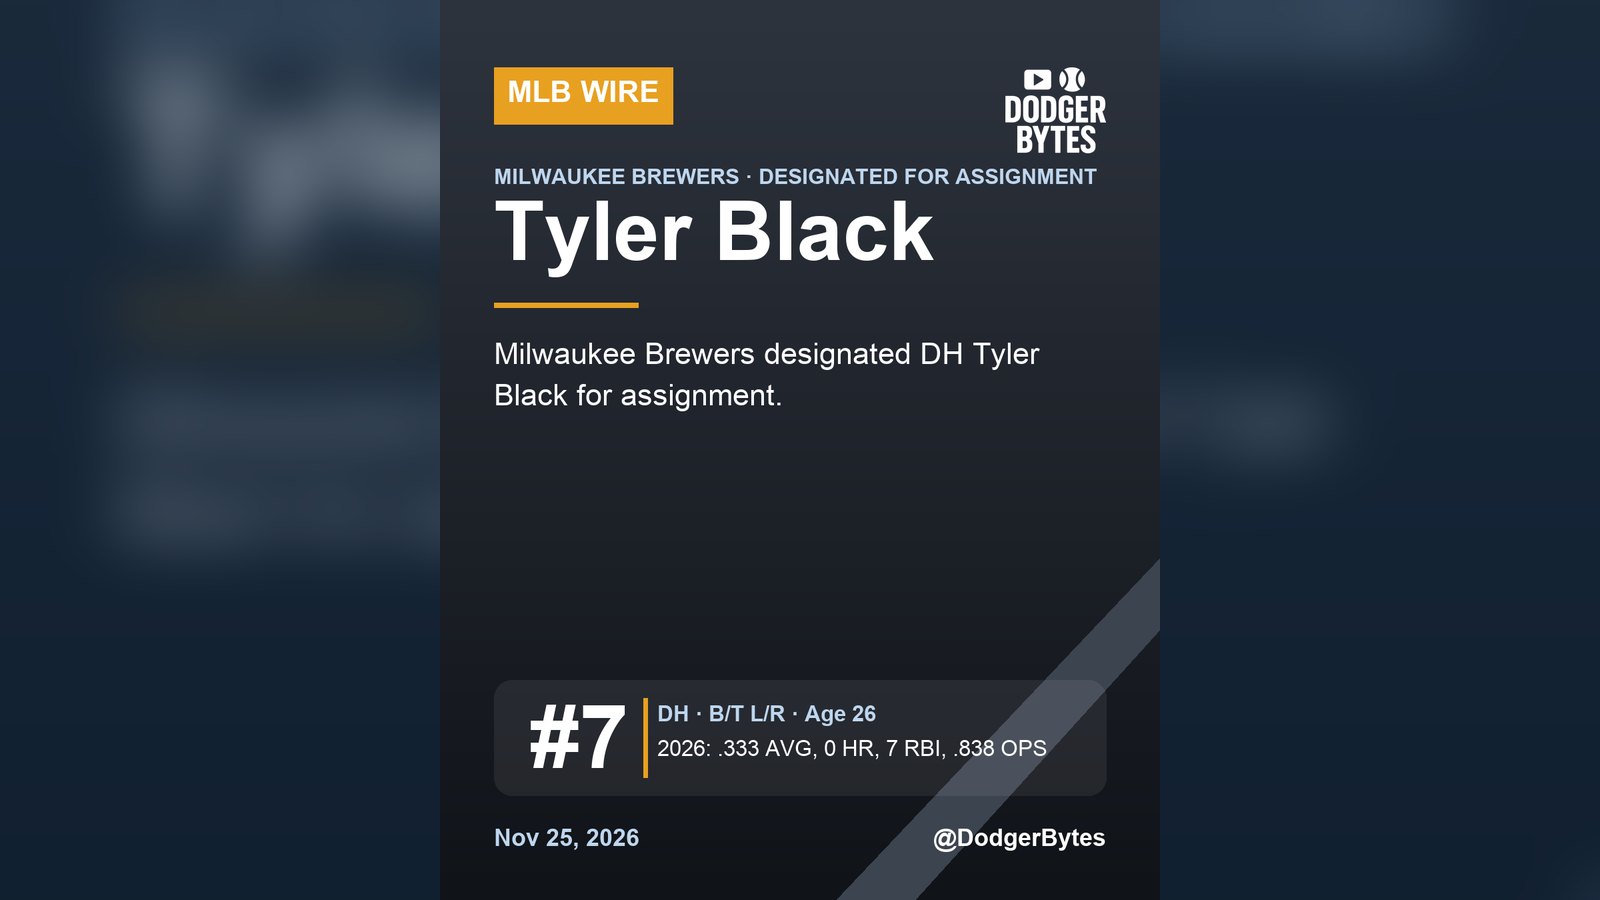 MLB WIRE
DODGER
BYTES
MILWAUKEE BREWERS · DESIGNATED FOR ASSIGNMENT
Tyler Black
Milwaukee Brewers designated DH Tyler
Black for assignment.
#7
DH · B/T L/R · Age 26
2026: .333 AVG, 0 HR, 7 RBI, .838 OPS
Nov 25, 2026
@DodgerBytes